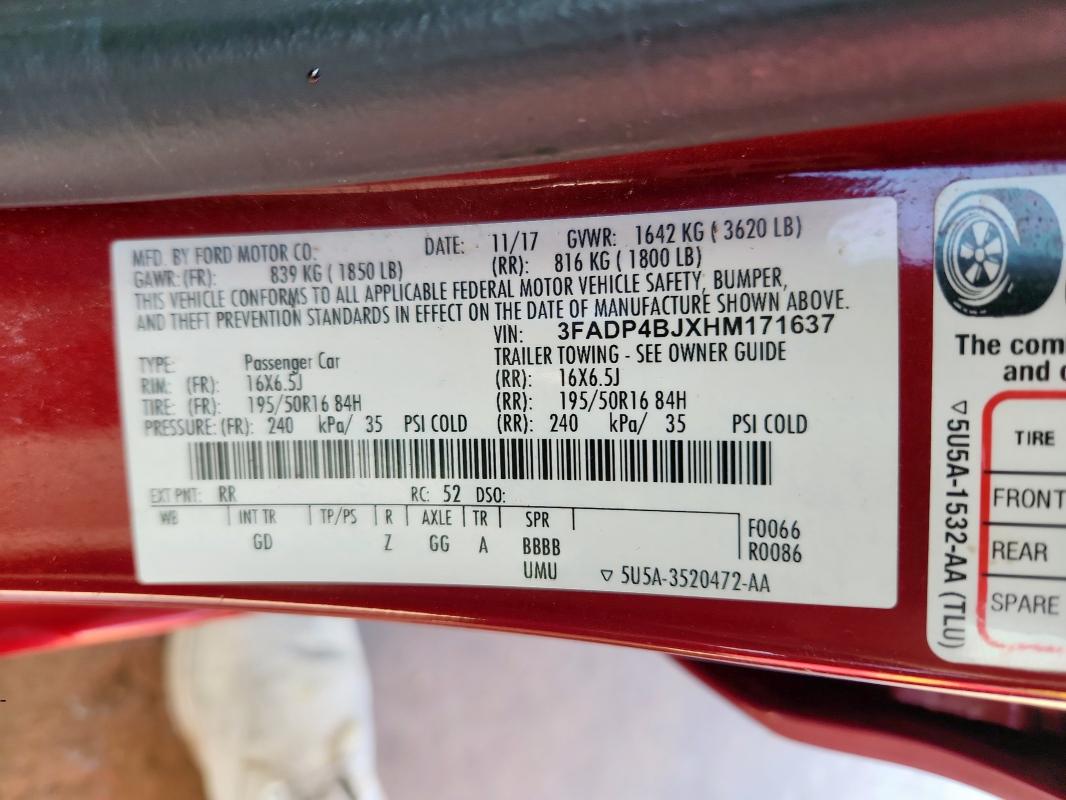 MFD. BY FORD MOTOR CO. DATE: 11/17 GVWR: 1642 KG ( 3620 LB)
GAWR: (FR): 839 KG ( 1850 LB) (RR): 816 KG ( 1800 LB)
THIS VEHICLE CONFORMS TO ALL APPLICABLE FEDERAL MOTOR VEHICLE SAFETY, BUMPER,
AND THEFT PREVENTION STANDARDS IN EFFECT ON THE DATE OF MANUFACTURE SHOWN ABOVE.
VIN: 3FADP4BJXHM171637
TYPE: Passenger Car TRAILER TOWING - SEE OWNER GUIDE
RIM: (FR): 16X6.5J (RR): 16X6.5J
TIRE: (FR): 195/50R16 84H (RR): 195/50R16 84H
PRESSURE: (FR): 240 kPa/ 35 PSI COLD (RR): 240 kPa/ 35 PSI COLD
EXT PNT: RR RC: 52 DSO:
WB INT TR TP/PS R AXLE TR SPR
GD Z GG A BBBB
UMU
F0066
R0086
▽ 5U5A-3520472-AA
The com
and
▽5U5A-1532-AA (TLU)
TIRE
FRONT
REAR
SPARE